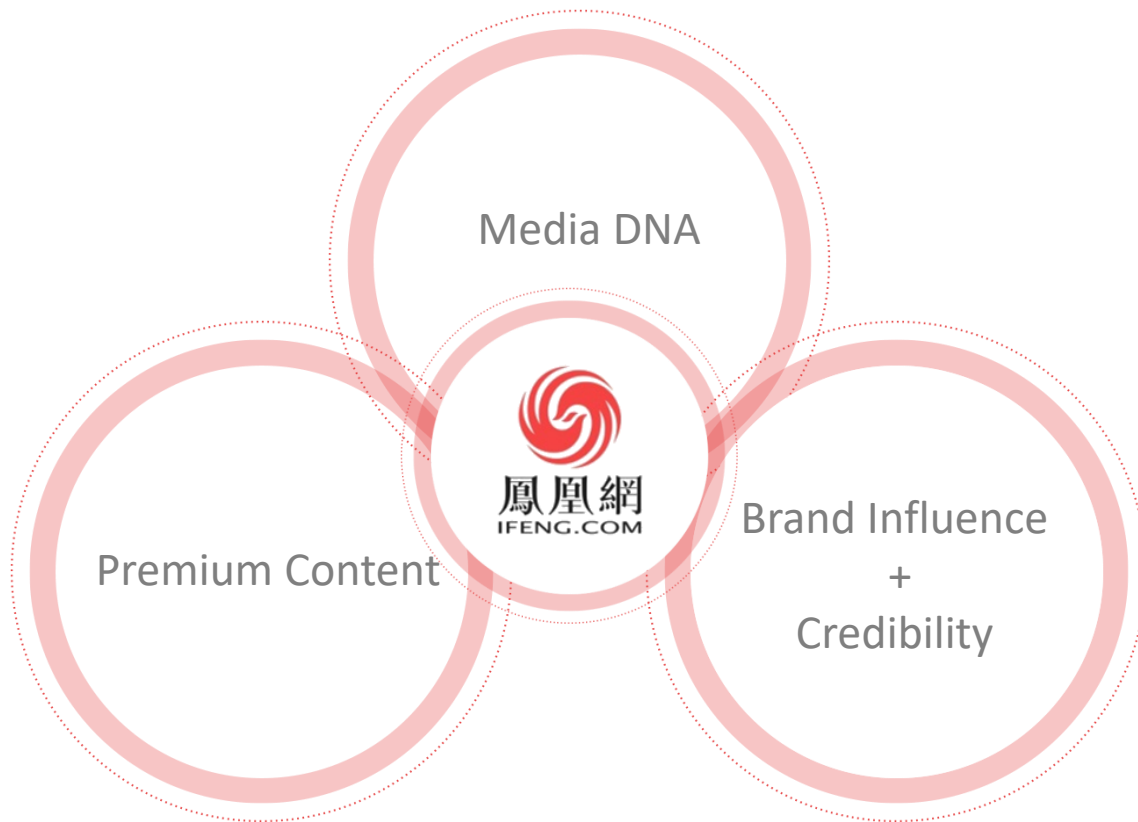 Media DNA
鳳凰網
IFENG.COM
Premium Content
Brand Influence
+
Credibility